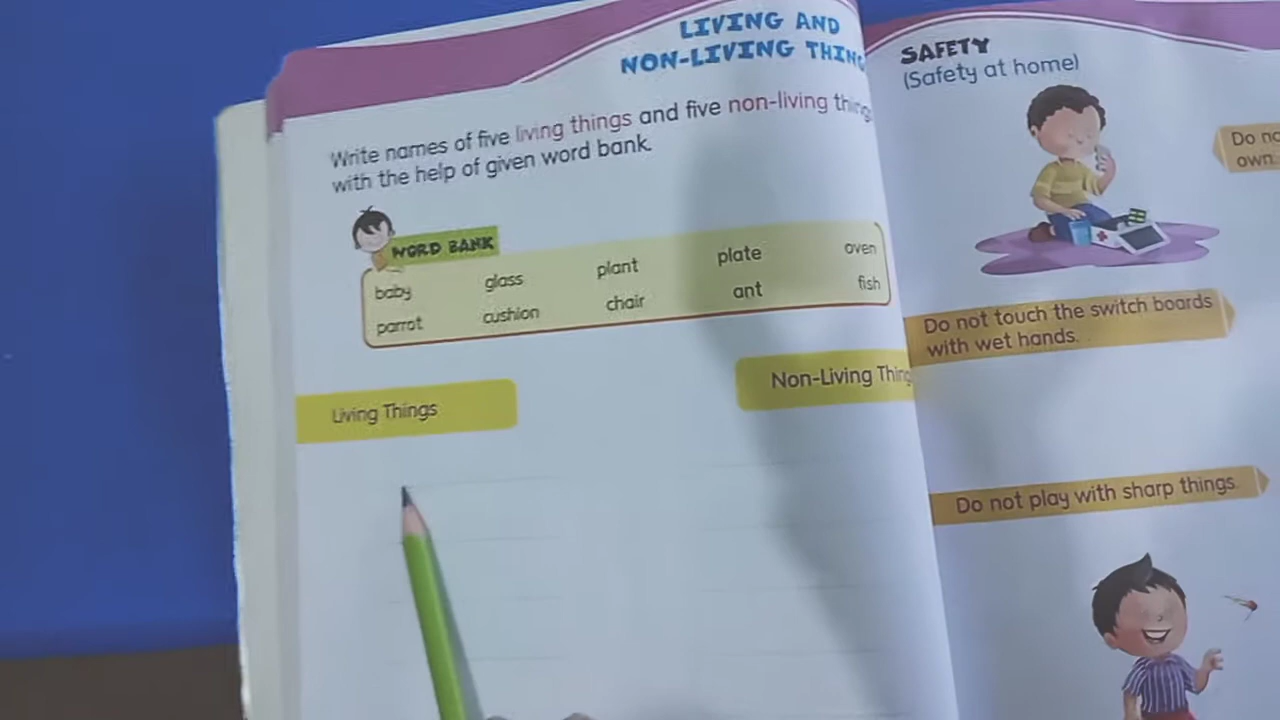 LIVING AND
NON-LIVING THING
Write names of five living things and five non-living things
with the help of given word bank.
WORD BANK
baby glass plant plate oven
parrot cushion chair ant fish
Living Things
Non-Living Thing
SAFETY
(Safety at home)
own.
Do not touch the switch boards
with wet hands.
Do not play with sharp things.